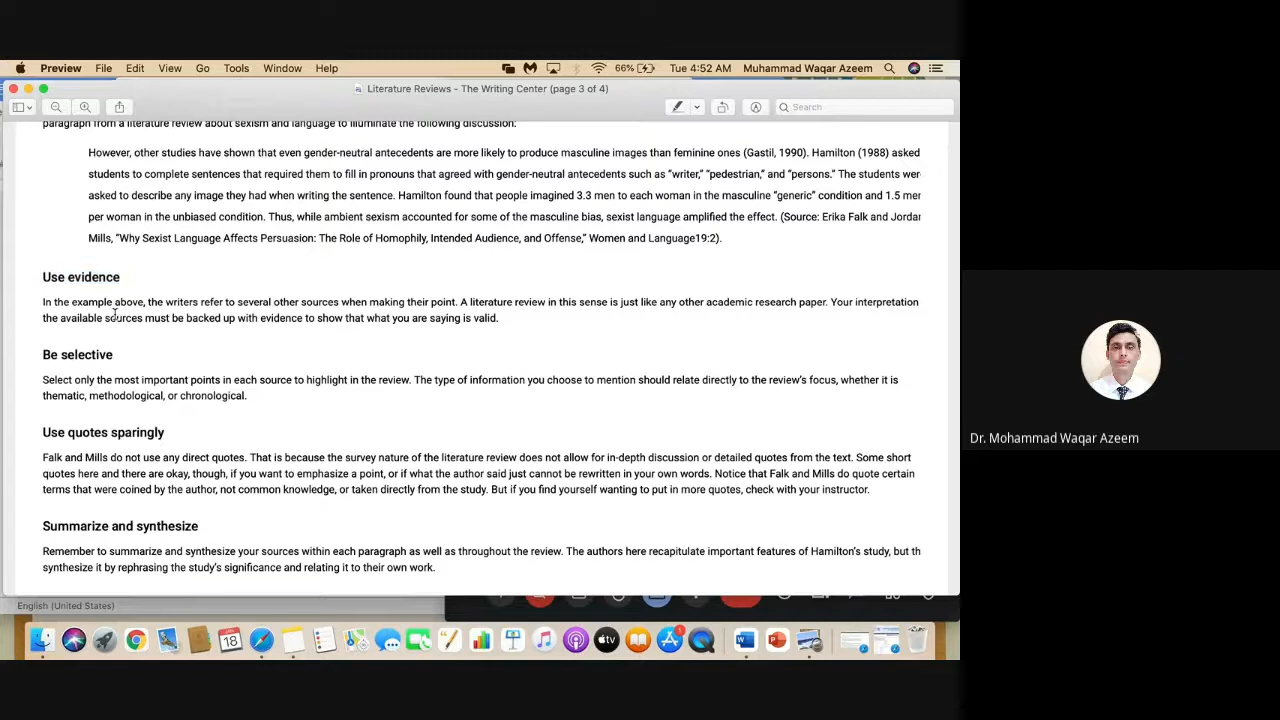 Preview File Edit View Go Tools Window Help 66% Tue 4:52 AM Muhammad Waqar Azeem
Literature Reviews - The Writing Center (page 3 of 4)
Search
paragraph from a literature review about sexism and language to illuminate the following discussion:
However, other studies have shown that even gender-neutral antecedents are more likely to produce masculine images than feminine ones (Gastil, 1990). Hamilton (1988) asked
students to complete sentences that required them to fill in pronouns that agreed with gender-neutral antecedents such as “writer,” “pedestrian,” and “persons.” The students were
asked to describe any image they had when writing the sentence. Hamilton found that people imagined 3.3 men to each woman in the masculine “generic” condition and 1.5 men
per woman in the unbiased condition. Thus, while ambient sexism accounted for some of the masculine bias, sexist language amplified the effect. (Source: Erika Falk and Jordan
Mills, “Why Sexist Language Affects Persuasion: The Role of Homophily, Intended Audience, and Offense,” Women and Language19:2).
Use evidence
In the example above, the writers refer to several other sources when making their point. A literature review in this sense is just like any other academic research paper. Your interpretation
the available sources must be backed up with evidence to show that what you are saying is valid.
Be selective
Select only the most important points in each source to highlight in the review. The type of information you choose to mention should relate directly to the review’s focus, whether it is
thematic, methodological, or chronological.
Use quotes sparingly
Falk and Mills do not use any direct quotes. That is because the survey nature of the literature review does not allow for in-depth discussion or detailed quotes from the text. Some short
quotes here and there are okay, though, if you want to emphasize a point, or if what the author said just cannot be rewritten in your own words. Notice that Falk and Mills do quote certain
terms that were coined by the author, not common knowledge, or taken directly from the study. But if you find yourself wanting to put in more quotes, check with your instructor.
Summarize and synthesize
Remember to summarize and synthesize your sources within each paragraph as well as throughout the review. The authors here recapitulate important features of Hamilton’s study, but th
synthesize it by rephrasing the study’s significance and relating it to their own work.
English (United States)
Dr. Mohammad Waqar Azeem